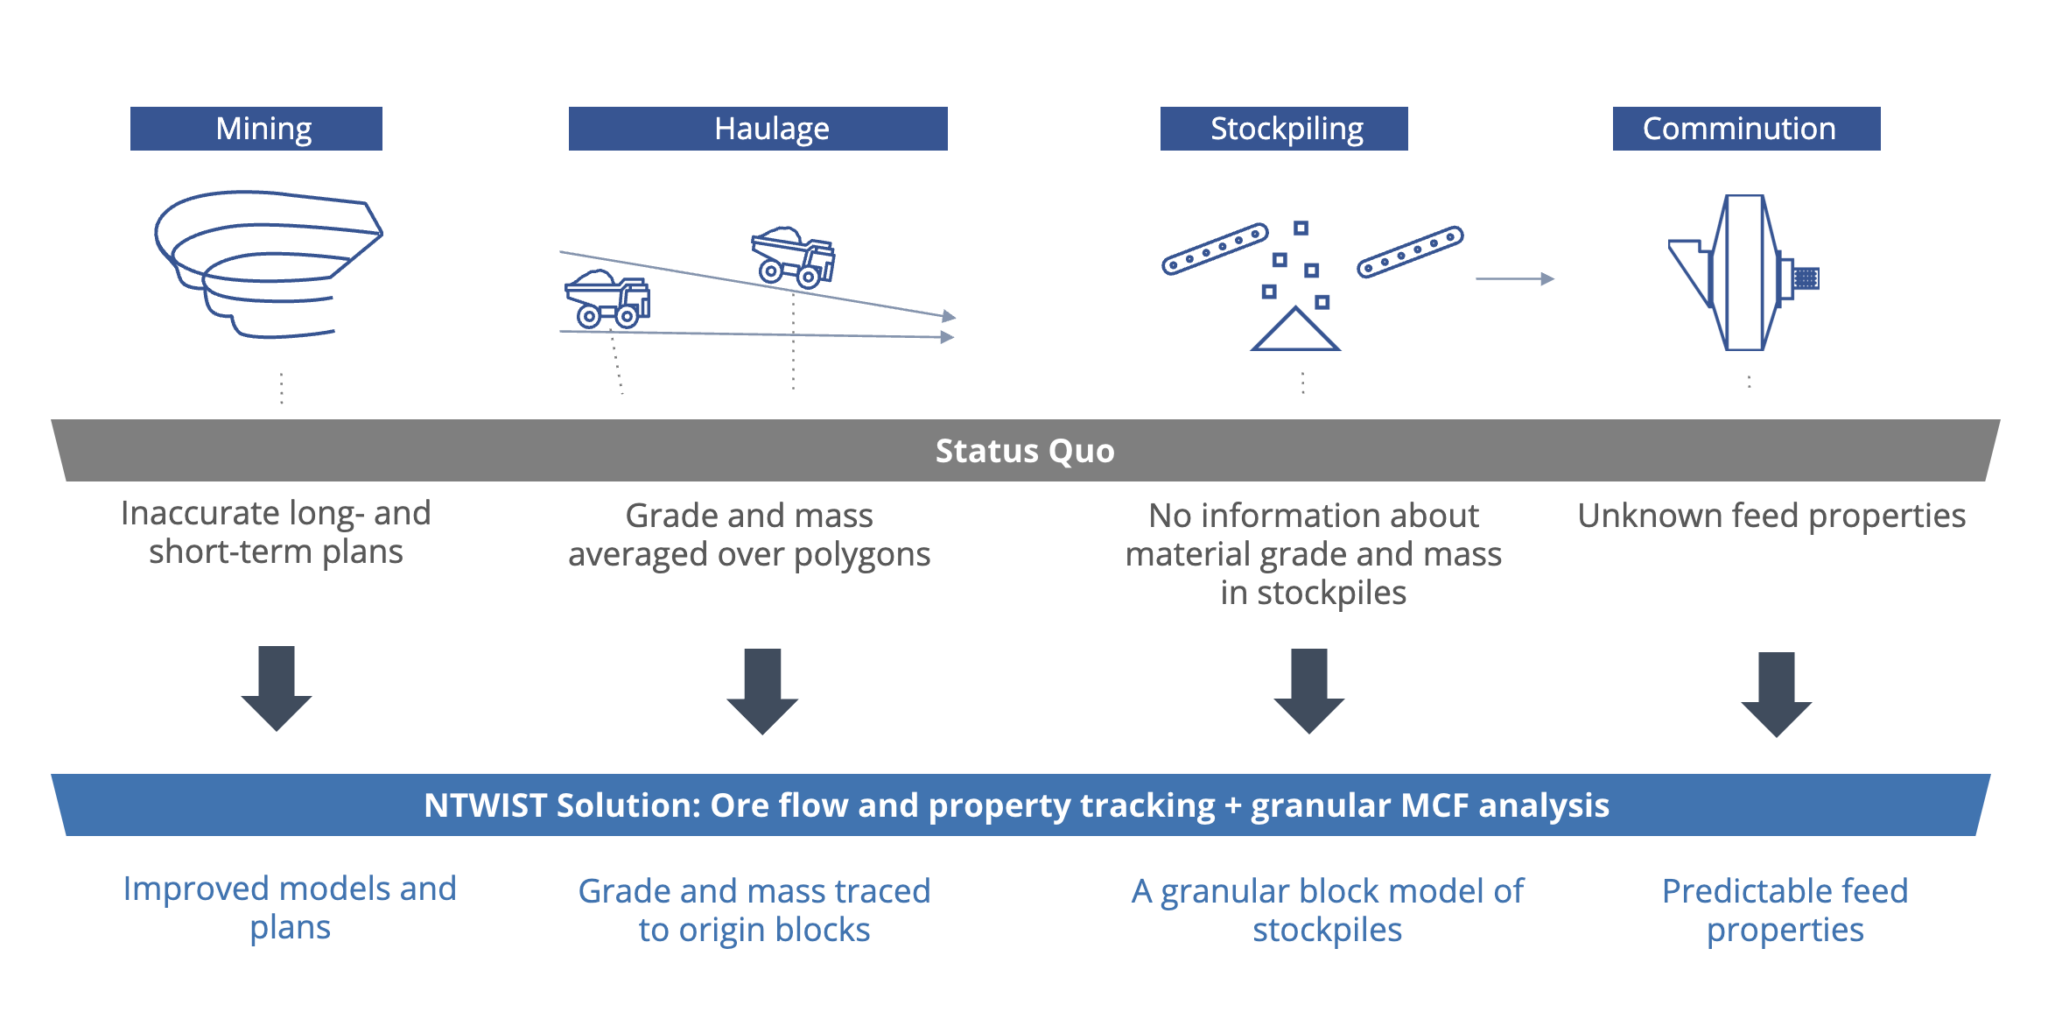 Mining
Haulage
Stockpiling
Comminution
Status Quo
Inaccurate long- and
short-term plans
Grade and mass
averaged over polygons
No information about
material grade and mass
in stockpiles
Unknown feed properties
NTWIST Solution: Ore flow and property tracking + granular MCF analysis
Improved models and
plans
Grade and mass traced
to origin blocks
A granular block model of
stockpiles
Predictable feed
properties